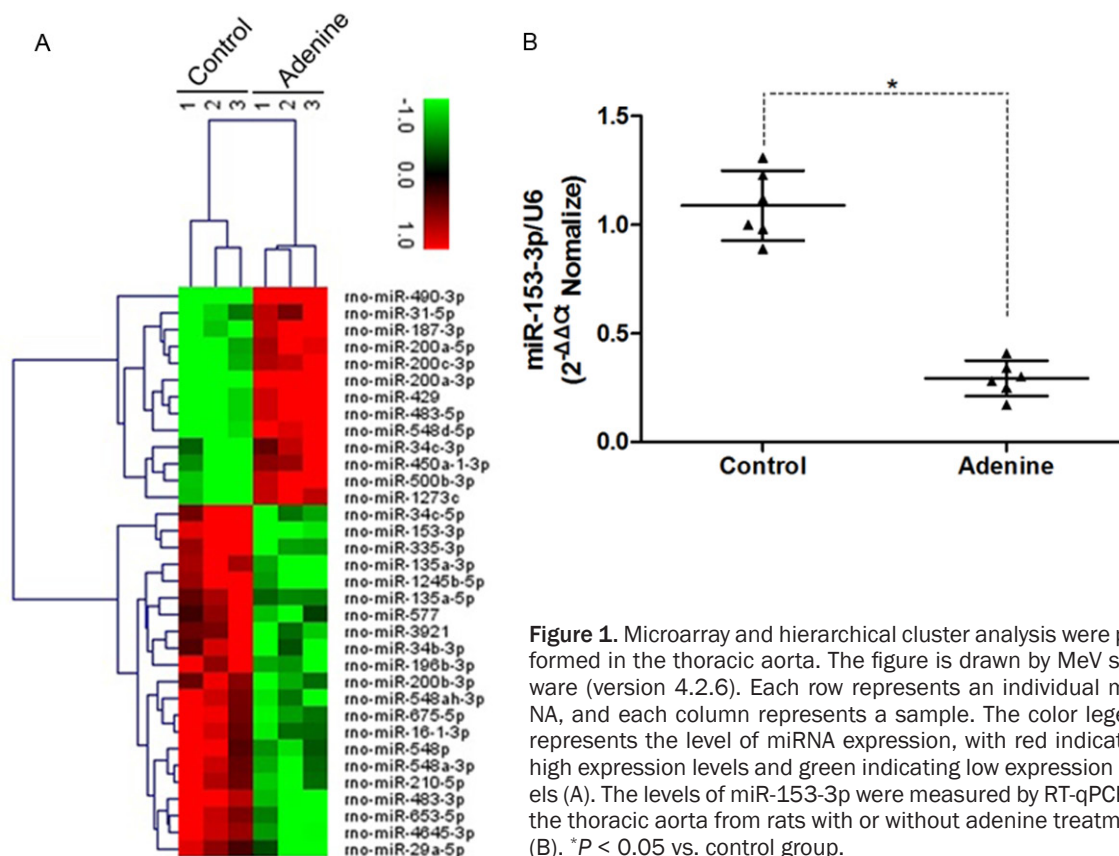 A
Control
Adenine
1 2 3 1 2 3
-1.0
0.0
1.0
rno-miR-490-3p
rno-miR-31-5p
rno-miR-187-3p
rno-miR-200a-5p
rno-miR-200c-3p
rno-miR-200a-3p
rno-miR-429
rno-miR-483-5p
rno-miR-548d-5p
rno-miR-34c-3p
rno-miR-450a-1-3p
rno-miR-500b-3p
rno-miR-1273c
rno-miR-34c-5p
rno-miR-153-3p
rno-miR-335-3p
rno-miR-135a-3p
rno-miR-1245b-5p
rno-miR-135a-5p
rno-miR-577
rno-miR-3921
rno-miR-34b-3p
rno-miR-196b-3p
rno-miR-200b-3p
rno-miR-548ah-3p
rno-miR-675-5p
rno-miR-16-1-3p
rno-miR-548p
rno-miR-548a-3p
rno-miR-210-5p
rno-miR-483-3p
rno-miR-653-5p
rno-miR-4645-3p
rno-miR-29a-5p
B
*
miR-153-3p/U6
(2-ΔΔCt Nomalize)
1.5
1.0
0.5
0.0
Control Adenine
Figure 1. Microarray and hierarchical cluster analysis were p
formed in the thoracic aorta. The figure is drawn by MeV s
ware (version 4.2.6). Each row represents an individual m
NA, and each column represents a sample. The color lege
represents the level of miRNA expression, with red indicat
high expression levels and green indicating low expression
els (A). The levels of miR-153-3p were measured by RT-qPCI
the thoracic aorta from rats with or without adenine treatm
(B). *P < 0.05 vs. control group.